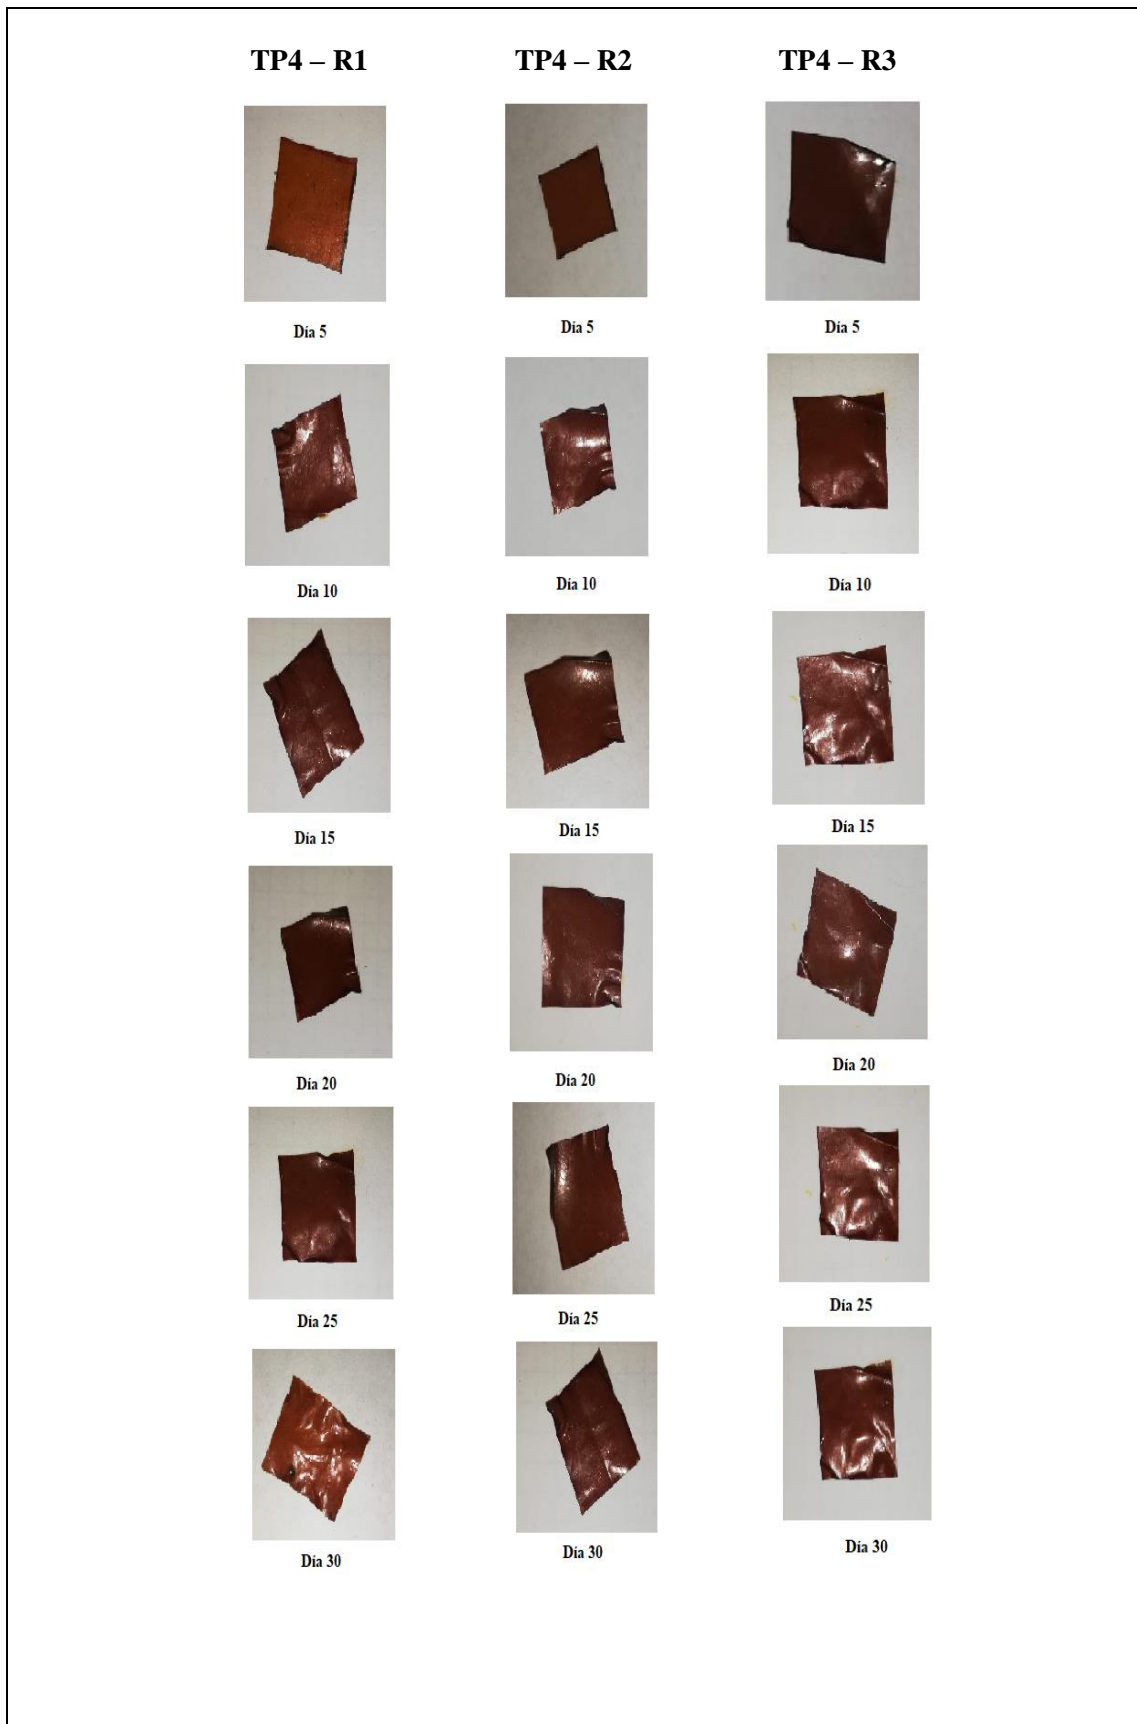 TP4 – R1 TP4 – R2 TP4 – R3
Día 5 Día 5 Día 5
Día 10 Día 10 Día 10
Día 15 Día 15 Día 15
Día 20 Día 20 Día 20
Día 25 Día 25 Día 25
Día 30 Día 30 Día 30